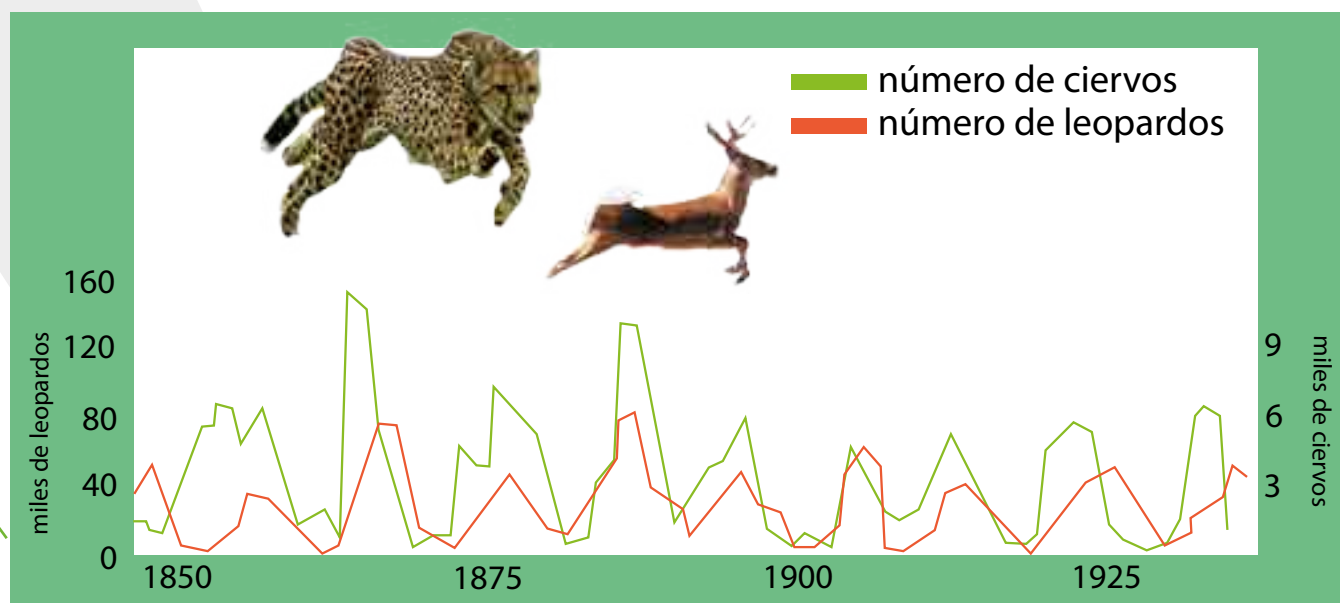 número de ciervos
número de leopardos
miles de leopardos
160
120
80
40
0
9
6
3
miles de ciervos
1850 1875 1900 1925